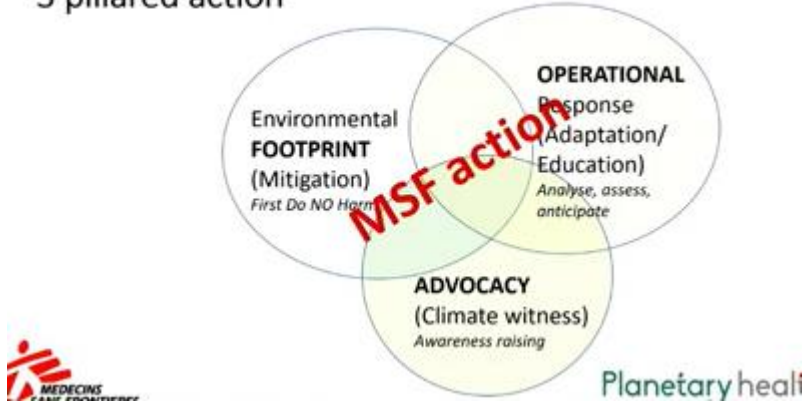 3 pillared action
OPERATIONAL
Response
(Adaptation/
Education)
Analyse, assess,
anticipate
Environmental
FOOTPRINT
(Mitigation)
First Do NO Harm
MSF action
ADVOCACY
(Climate witness)
Awareness raising
MEDECINS
SANS FRONTIERES
Planetary heal